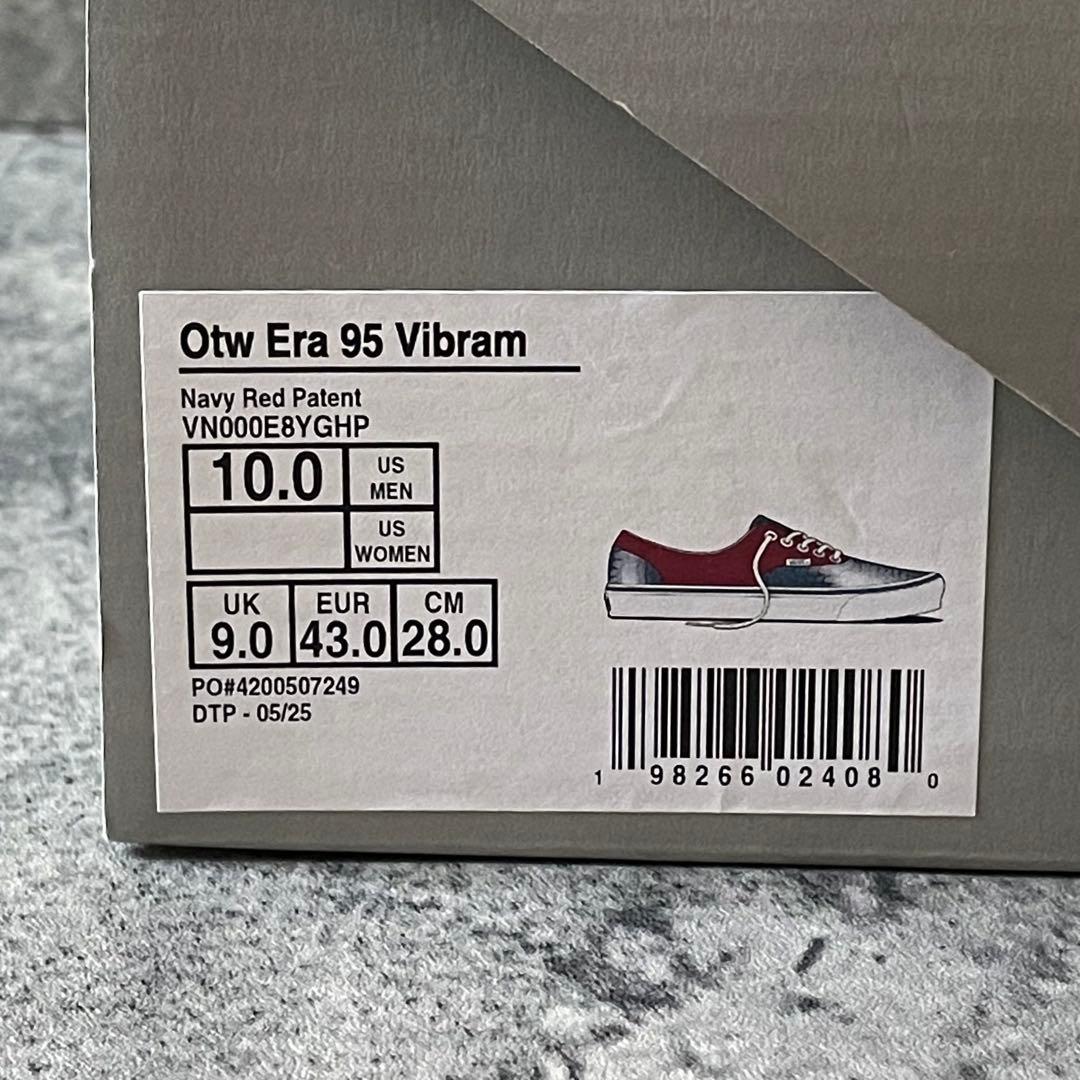 Otw Era 95 Vibram
Navy Red Patent
VN000E8YGHP
10.0 US MEN
US WOMEN
UK EUR CM
9.0 43.0 28.0
PO#4200507249
DTP - 05/25
1 98266 02408 0